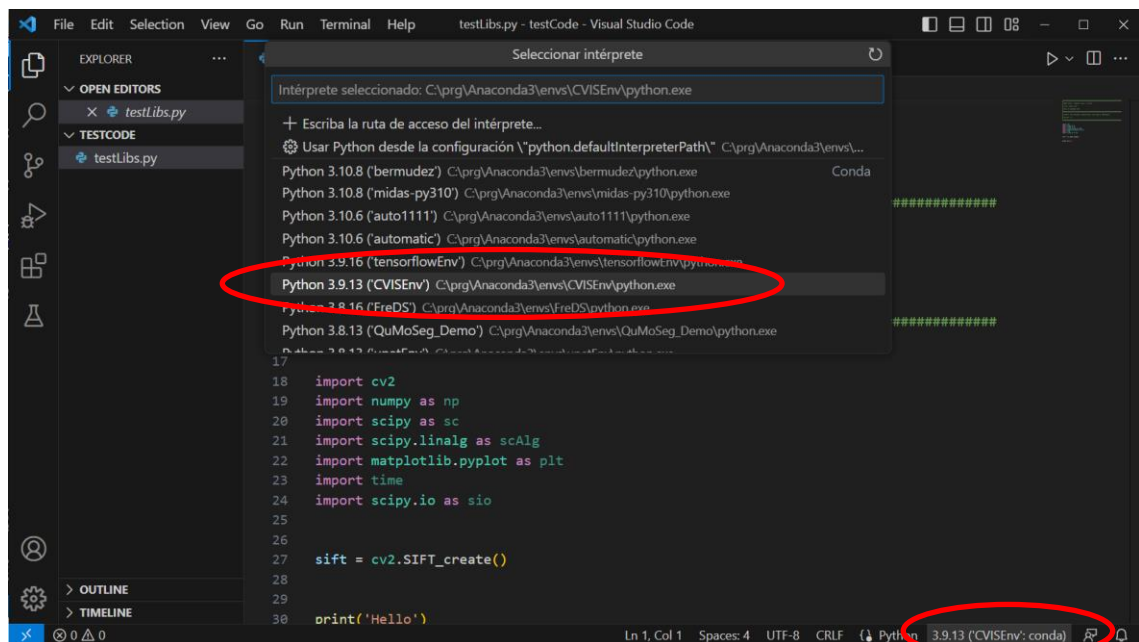 File Edit Selection View Go Run Terminal Help testLibs.py - testCode - Visual Studio Code
EXPLORER ...
OPEN EDITORS
testLibs.py
TESTCODE
testLibs.py
Seleccionar intérprete
Intérprete seleccionado: C:\prg\Anaconda3\envs\CVISEnv\python.exe
Escriba la ruta de acceso del intérprete...
Usar Python desde la configuración \"python.defaultInterpreterPath\" C:\prg\Anaconda3\envs\...
Python 3.10.8 ('bermudez') C:\prg\Anaconda3\envs\bermudez\python.exe Conda
Python 3.10.8 ('midas-py310') C:\prg\Anaconda3\envs\midas-py310\python.exe
Python 3.10.6 ('auto1111') C:\prg\Anaconda3\envs\auto1111\python.exe
Python 3.10.6 ('automatic') C:\prg\Anaconda3\envs\automatic\python.exe
Python 3.9.16 ('tensorflowEnv') C:\prg\Anaconda3\envs\tensorflowEnv\python.exe
Python 3.9.13 ('CVISEnv') C:\prg\Anaconda3\envs\CVISEnv\python.exe
Python 3.8.16 ('FreDS') C:\prg\Anaconda3\envs\FreDS\python.exe
Python 3.8.13 ('QuMoSeg_Demo') C:\prg\Anaconda3\envs\QuMoSeg_Demo\python.exe
#############
#############
17
18 import cv2
19 import numpy as np
20 import scipy as sc
21 import scipy.linalg as scAlg
22 import matplotlib.pyplot as plt
23 import time
24 import scipy.io as sio
25
26
27 sift = cv2.SIFT_create()
28
29
30 print('Hello')
OUTLINE
TIMELINE
0 0 Ln 1, Col 1 Spaces: 4 UTF-8 CRLF Python 3.9.13 ('CVISEnv': conda)